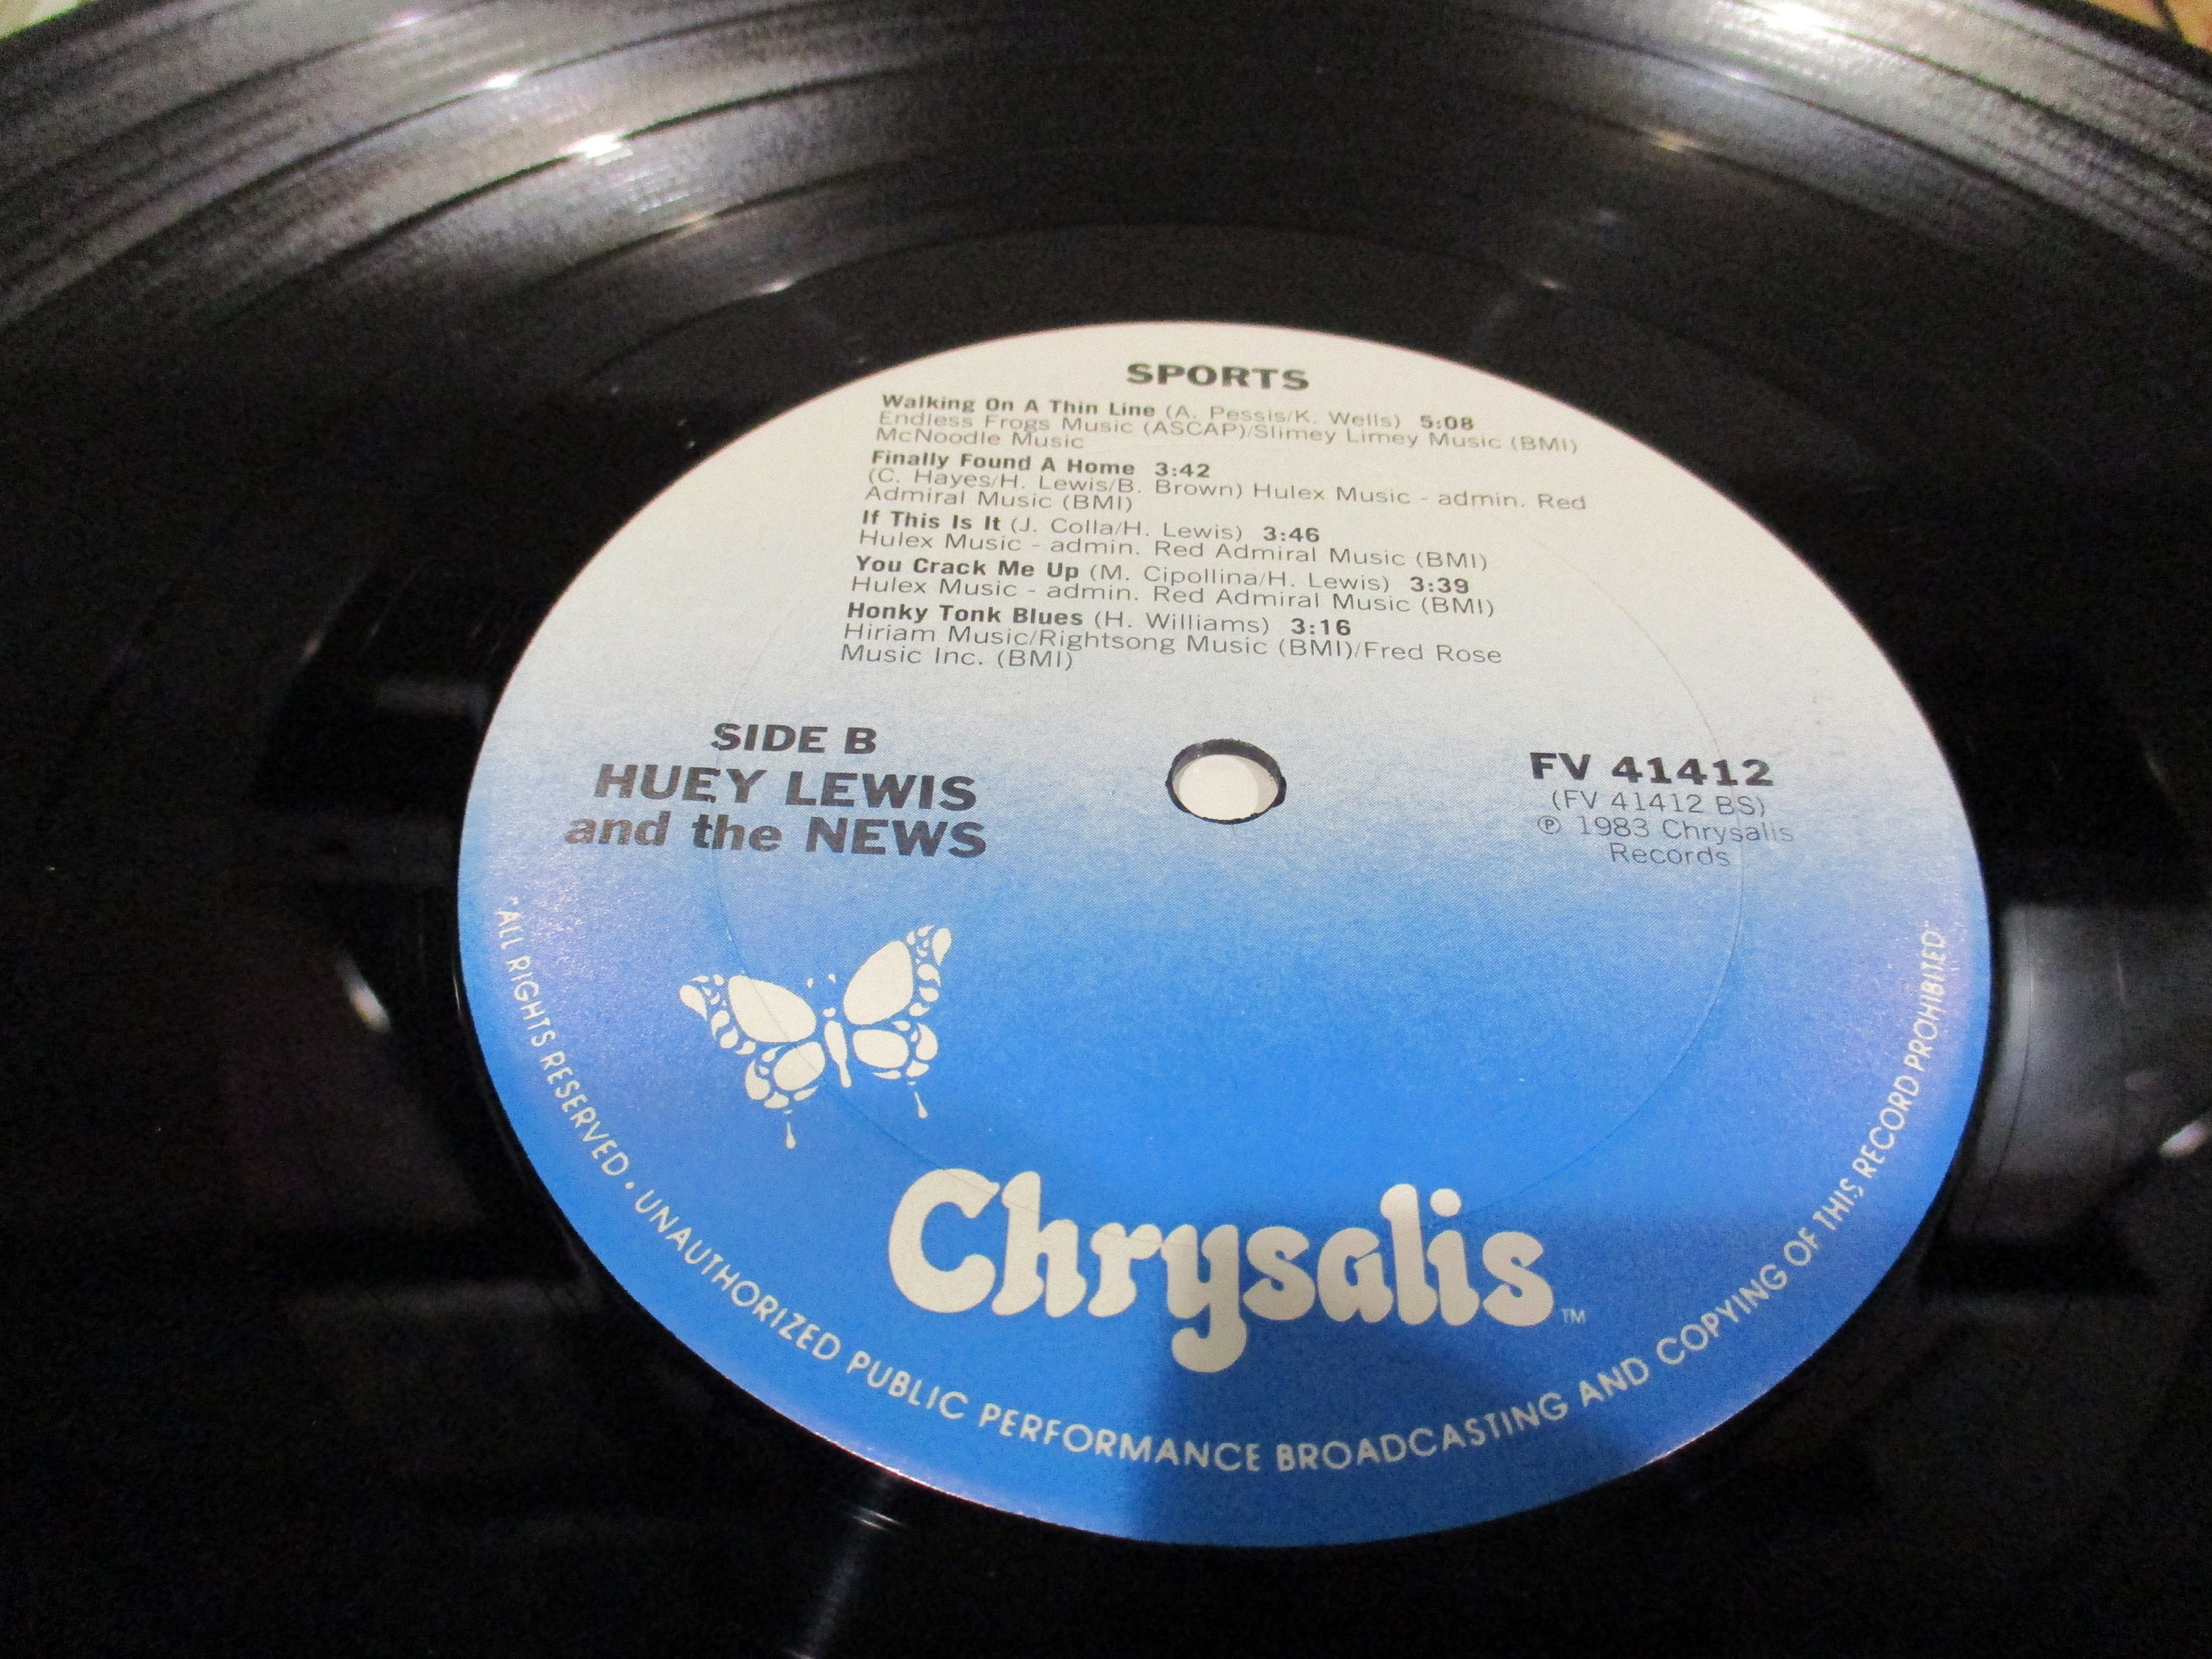 SPORTS
Walking On A Thin Line (A. Pessis/K. Wells) 5:08
Endless Frogs Music (ASCAP)/Slimey Limey Music (BMI)
McNoodle Music
Finally Found A Home 3:42
(C. Hayes/H. Lewis/B. Brown) Hulex Music - admin. Red
Admiral Music (BMI)
If This Is It (J. Colla/H. Lewis) 3:46
Hulex Music - admin. Red Admiral Music (BMI)
You Crack Me Up (M. Cipollina/H. Lewis) 3:39
Hulex Music - admin. Red Admiral Music (BMI)
Honky Tonk Blues (H. Williams) 3:16
Hiriam Music/Rightsong Music (BMI)/Fred Rose
Music Inc. (BMI)
SIDE B
HUEY LEWIS
and the NEWS
FV 41412
(FV 41412 BS)
℗ 1983 Chrysalis
Records
Chrysalis™
"ALL RIGHTS RESERVED • UNAUTHORIZED PUBLIC PERFORMANCE BROADCASTING AND COPYING OF THIS RECORD PROHIBITED"